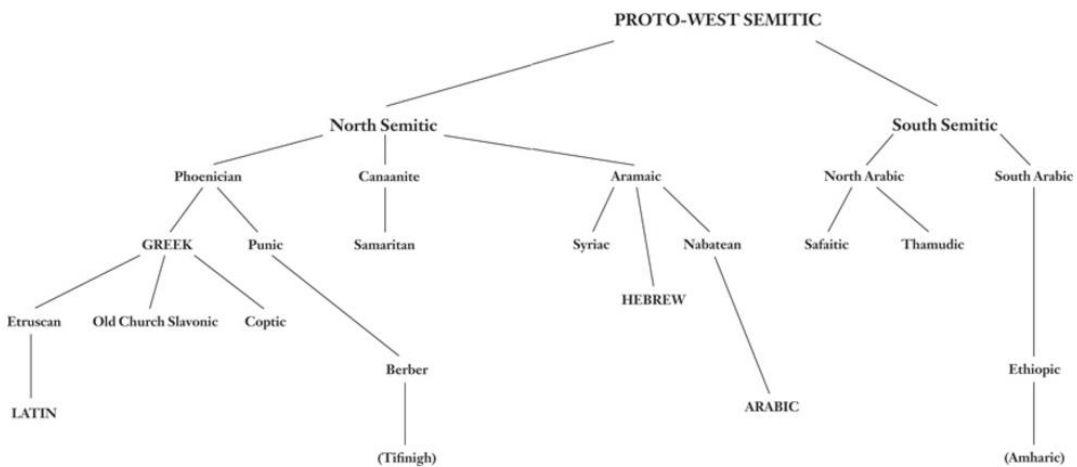 PROTO-WEST SEMITIC
North Semitic South Semitic
Phoenician Canaanite Aramaic North Arabic South Arabic
GREEK Punic Samaritan Syriac Nabatean Safaitic Thamudic
HEBREW
Etruscan Old Church Slavonic Coptic
Berber Ethiopic
LATIN ARABIC
(Tifinigh) (Amharic)